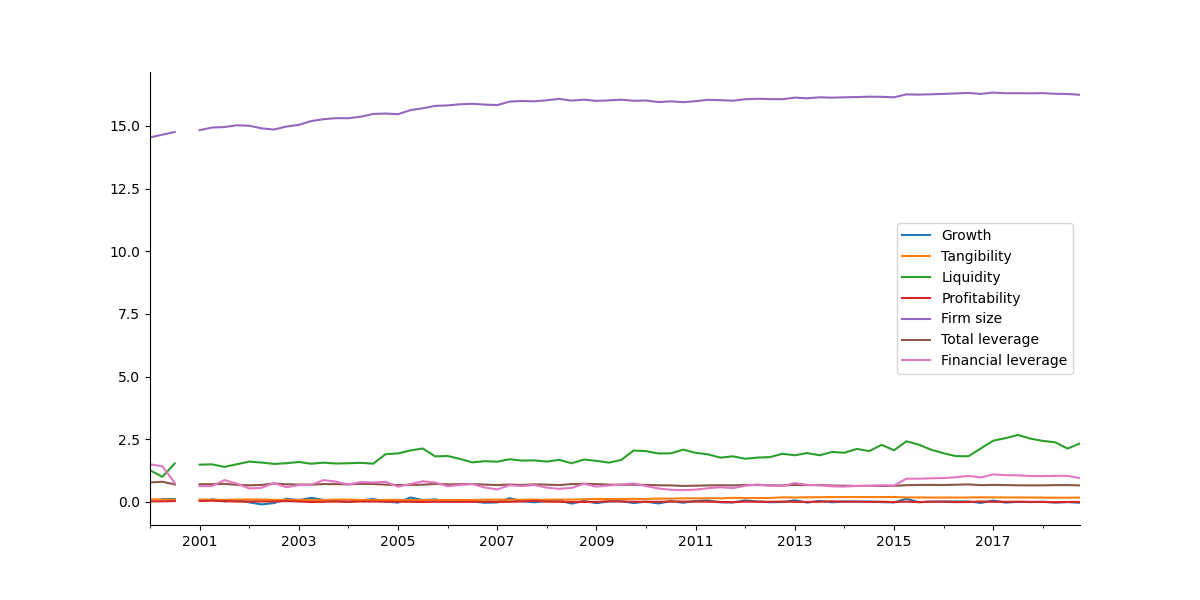 15.0
12.5
10.0
7.5
5.0
2.5
0.0
Growth
Tangibility
Liquidity
Profitability
Firm size
Total leverage
Financial leverage
2001 2003 2005 2007 2009 2011 2013 2015 2017